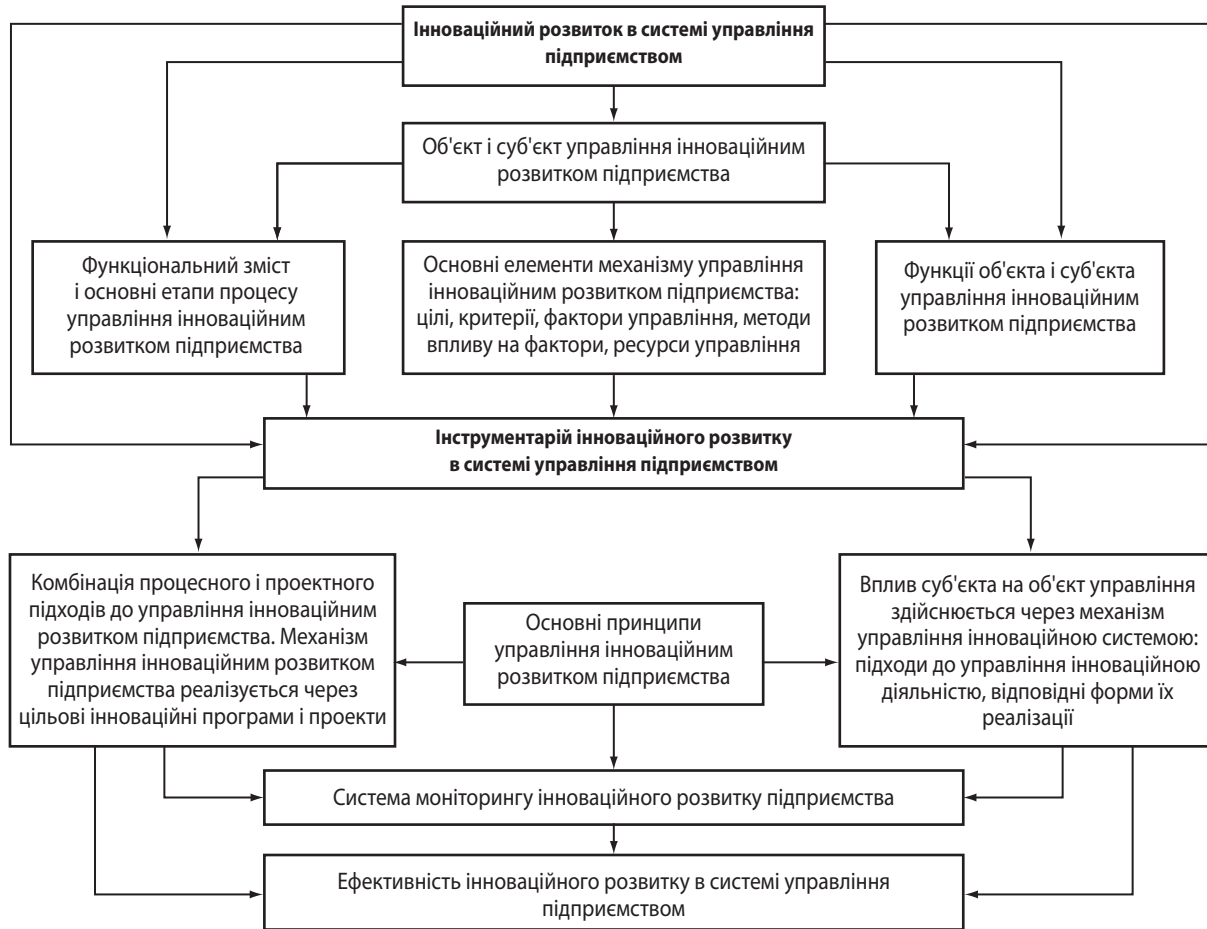 Інноваційний розвиток в системі управління
підприємством
Об'єкт і суб'єкт управління інноваційним
розвитком підприємства
Функціональний зміст
і основні етапи процесу
управління інноваційним
розвитком підприємства
Основні елементи механізму управління
інноваційним розвитком підприємства:
цілі, критерії, фактори управління, методи
впливу на фактори, ресурси управління
Функції об'єкта і суб'єкта
управління інноваційним
розвитком підприємства
Інструментарій інноваційного розвитку
в системі управління підприємством
Комбінація процесного і проектного
підходів до управління інноваційним
розвитком підприємства. Механізм
управління інноваційним розвитком
підприємства реалізується через
цільові інноваційні програми і проекти
Основні принципи
управління інноваційним
розвитком підприємства
Вплив суб'єкта на об'єкт управління
здійснюється через механізм
управління інноваційною системою:
підходи до управління інноваційною
діяльністю, відповідні форми їх
реалізації
Система моніторингу інноваційного розвитку підприємства
Ефективність інноваційного розвитку в системі управління
підприємством